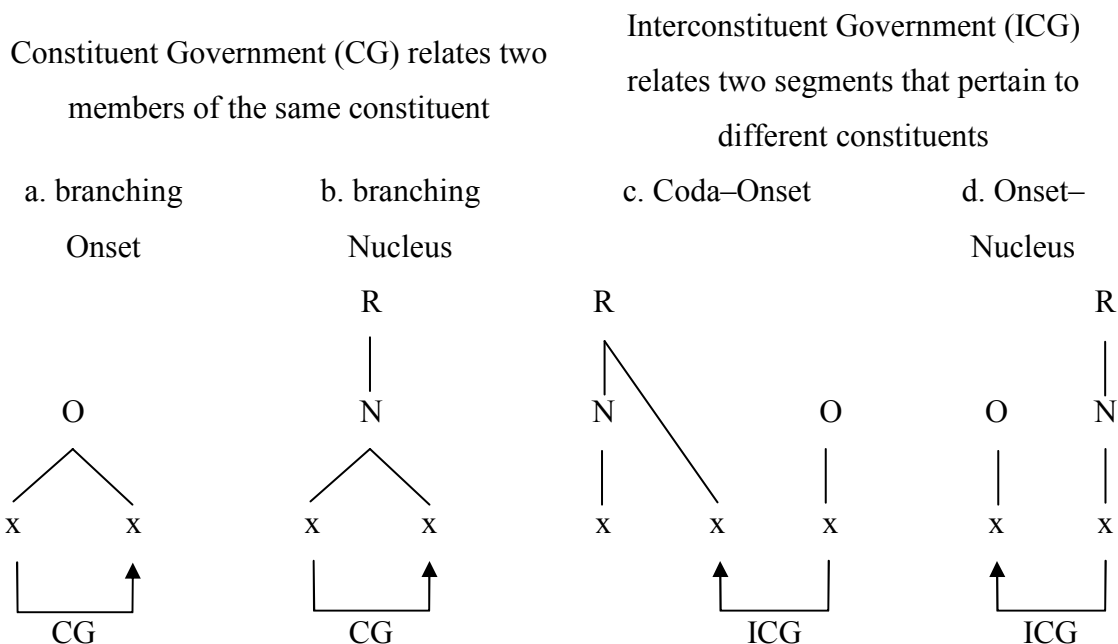 Constituent Government (CG) relates two
members of the same constituent
Interconstituent Government (ICG)
relates two segments that pertain to
different constituents
a. branching
Onset
b. branching
Nucleus
c. Coda–Onset
d. Onset–
Nucleus
R R R
O N N O O N
x x x x x x x x x
CG CG ICG ICG